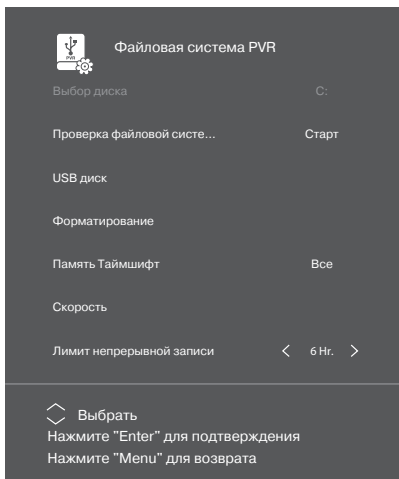 PVR
Файловая система PVR
Выбор диска C:
Проверка файловой систе... Старт
USB диск
Форматирование
Память Таймшифт Все
Скорость
Лимит непрерывной записи < 6 Hr. >
Выбрать
Нажмите "Enter" для подтверждения
Нажмите "Menu" для возврата